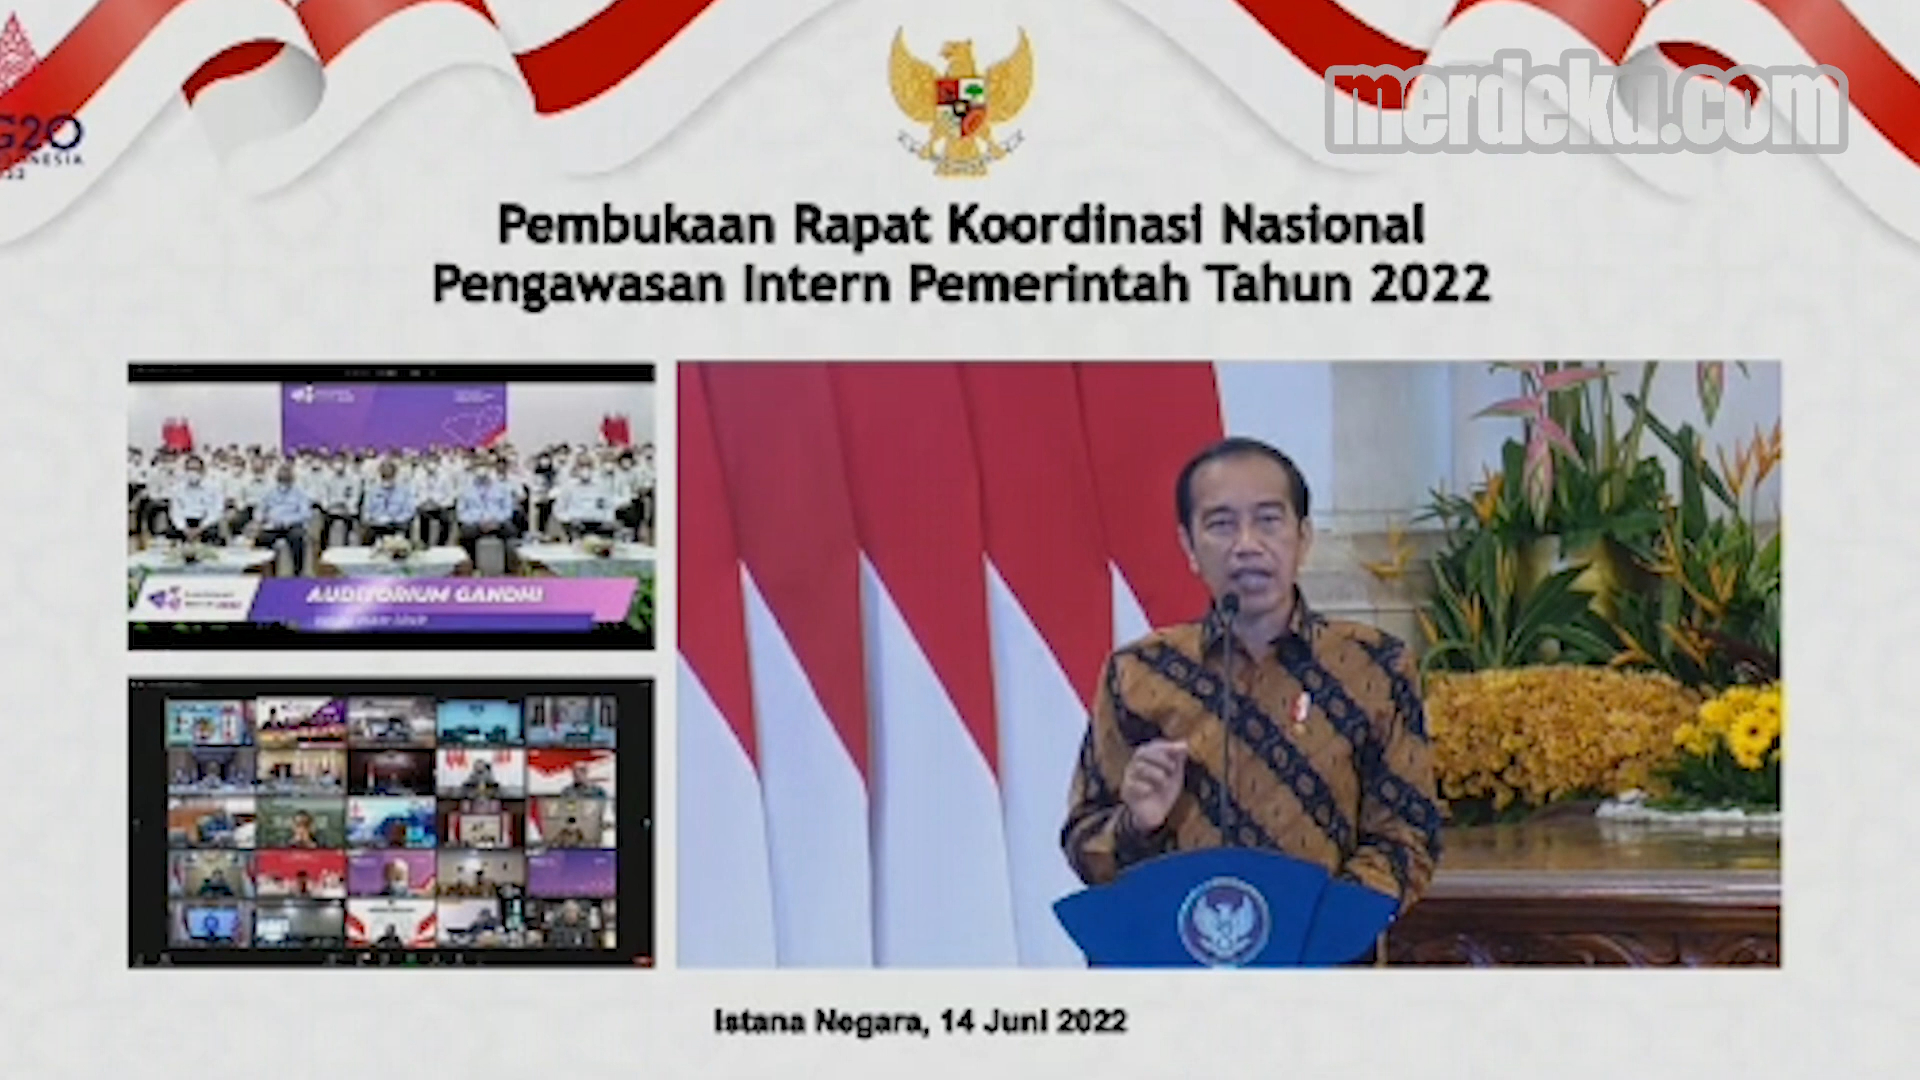 merdeka.com
G20
Pembukaan Rapat Koordinasi Nasional
Pengawasan Intern Pemerintah Tahun 2022
AUDITORIUM GANDHI
Istana Negara, 14 Juni 2022